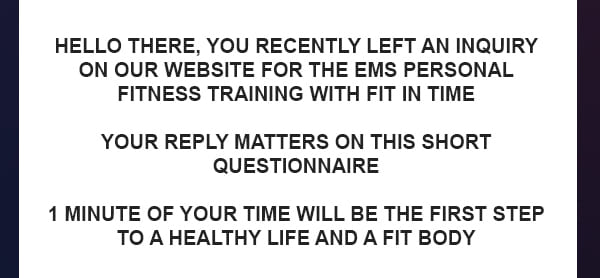 HELLO THERE, YOU RECENTLY LEFT AN INQUIRY
ON OUR WEBSITE FOR THE EMS PERSONAL
FITNESS TRAINING WITH FIT IN TIME
YOUR REPLY MATTERS ON THIS SHORT
QUESTIONNAIRE
1 MINUTE OF YOUR TIME WILL BE THE FIRST STEP
TO A HEALTHY LIFE AND A FIT BODY